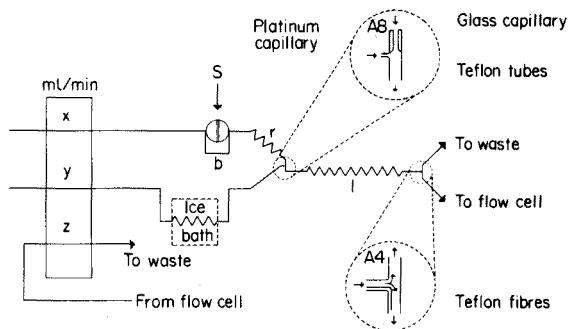 Platinum
capillary
A8
Glass capillary
Teflon tubes
ml/min
S
x
r
b
y
Ice
bath
l
To waste
To flow cell
z
To waste
From flow cell
A4
Teflon fibres